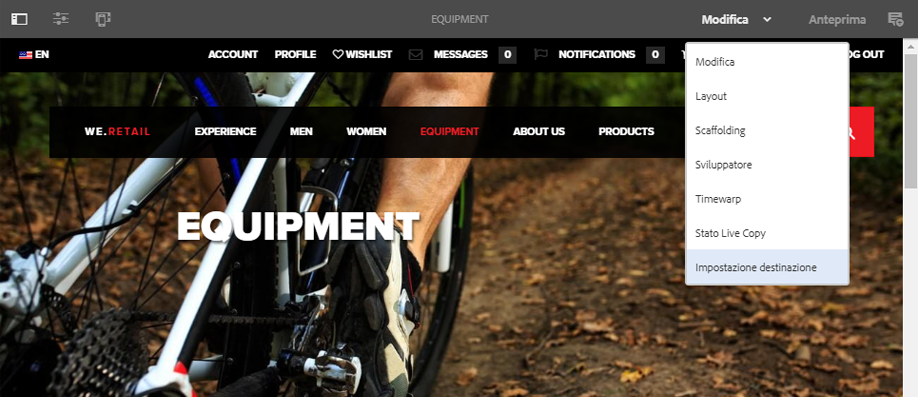 EQUIPMENT Modifica Anteprima
EN ACCOUNT PROFILE WISHLIST MESSAGES 0 NOTIFICATIONS 0 OG OUT
WE.RETAIL EXPERIENCE MEN WOMEN EQUIPMENT ABOUT US PRODUCTS
EQUIPMENT
Modifica
Layout
Scaffolding
Sviluppatore
Timewarp
Stato Live Copy
Impostazione destinazione